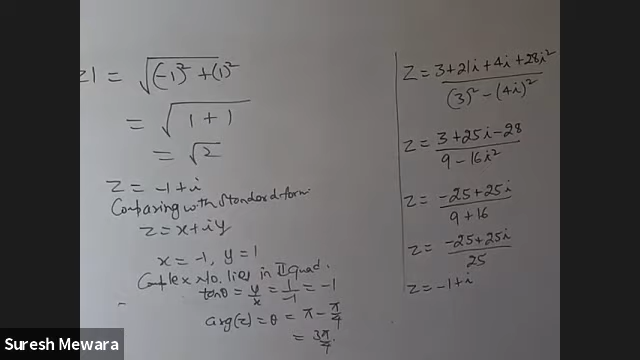 z| = √(-1)² + (1)²
= √1 + 1
= √2
z = -1 + i
Comparing with standard form
z = x + iy
x = -1, y = 1
Complex No. lies in II quad.
tanθ = y/x = 1/-1 = -1
arg(z) = θ = π - π/4
= 3π/4.
z = 3 + 21i + 4i + 28i² / (3)² - (4i)²
z = 3 + 25i - 28 / 9 - 16i²
z = -25 + 25i / 9 + 16
z = -25 + 25i / 25
z = -1 + i
Suresh Mewara